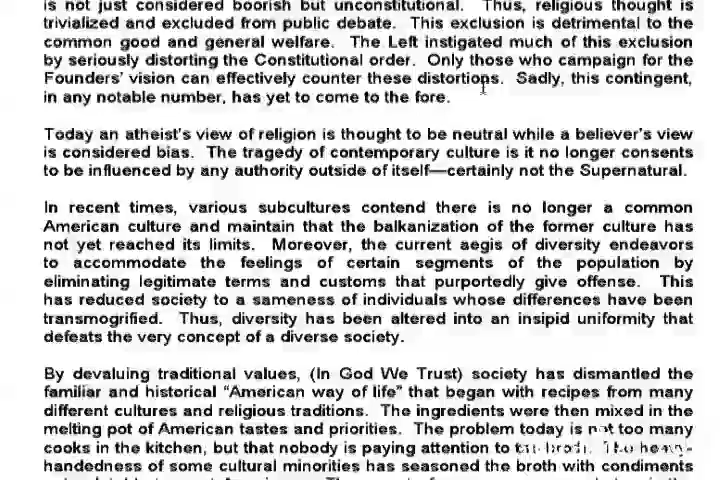 is not just considered boorish but unconstitutional. Thus, religious thought is
trivialized and excluded from public debate. This exclusion is detrimental to the
common good and general welfare. The Left instigated much of this exclusion
by seriously distorting the Constitutional order. Only those who campaign for the
Founders' vision can effectively counter these distortions. Sadly, this contingent,
in any notable number, has yet to come to the fore.
Today an atheist's view of religion is thought to be neutral while a believer's view
is considered bias. The tragedy of contemporary culture is it no longer consents
to be influenced by any authority outside of itself—certainly not the Supernatural.
In recent times, various subcultures contend there is no longer a common
American culture and maintain that the balkanization of the former culture has
not yet reached its limits. Moreover, the current aegis of diversity endeavors
to accommodate the feelings of certain segments of the population by
eliminating legitimate terms and customs that purportedly give offense. This
has reduced society to a sameness of individuals whose differences have been
transmogrified. Thus, diversity has been altered into an insipid uniformity that
defeats the very concept of a diverse society.
By devaluing traditional values, (In God We Trust) society has dismantled the
familiar and historical "American way of life" that began with recipes from many
different cultures and religious traditions. The ingredients were then mixed in the
melting pot of American tastes and priorities. The problem today is not too many
cooks in the kitchen, but that nobody is paying attention to the broth. The heavy-
handedness of some cultural minorities has seasoned the broth with condiments